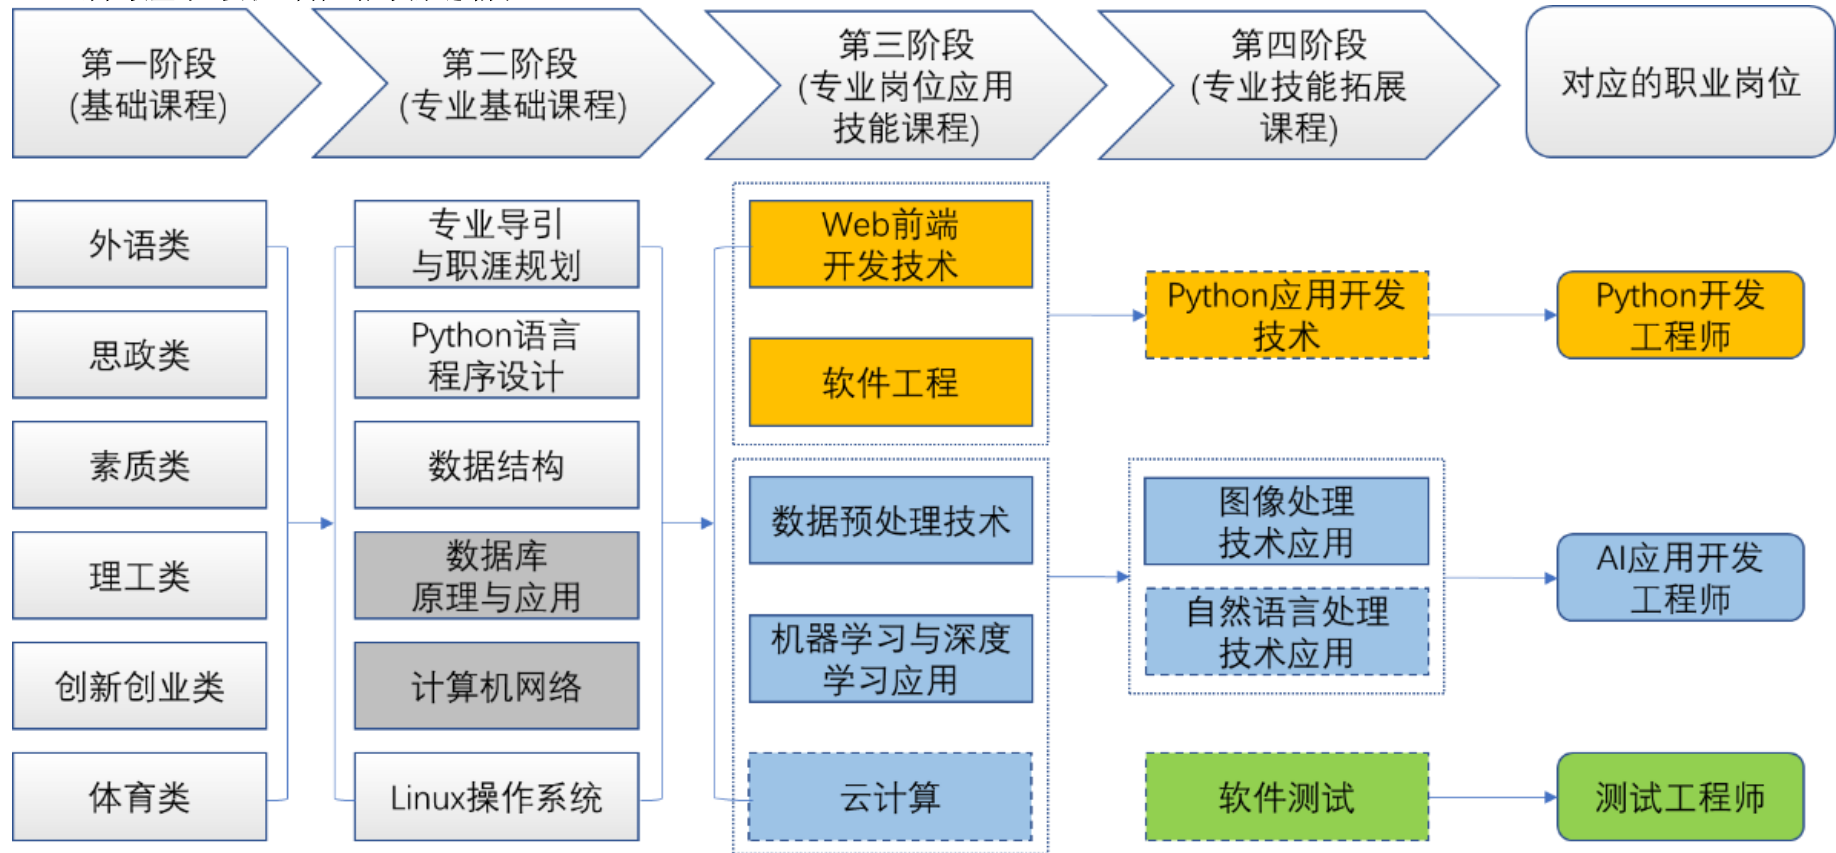 第一阶段
(基础课程)
第二阶段
(专业基础课程)
第三阶段
(专业岗位应用
技能课程)
第四阶段
(专业技能拓展
课程)
对应的职业岗位
外语类
思政类
素质类
理工类
创新创业类
体育类
专业导引
与职涯规划
Python语言
程序设计
数据结构
数据库
原理与应用
计算机网络
Linux操作系统
Web前端
开发技术
软件工程
数据预处理技术
机器学习与深度
学习应用
云计算
Python应用开发
技术
图像处理
技术应用
自然语言处理
技术应用
软件测试
Python开发
工程师
AI应用开发
工程师
测试工程师